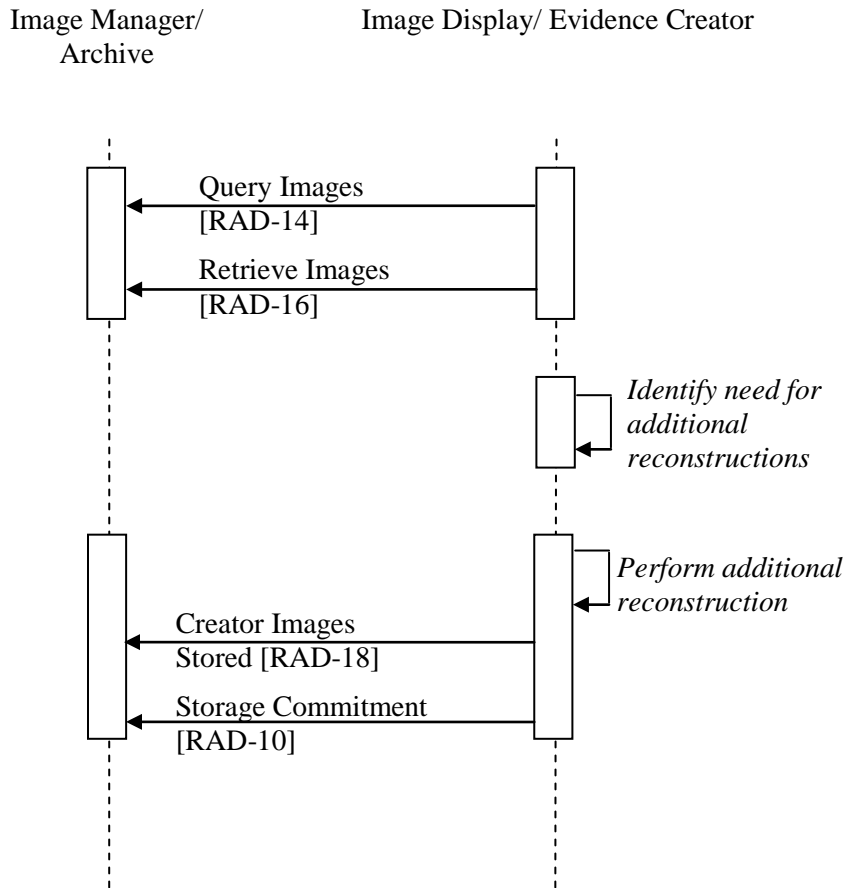 Image Manager/
Archive
Image Display/ Evidence Creator
Query Images
[RAD-14]
Retrieve Images
[RAD-16]
Identify need for
additional
reconstructions
Perform additional
reconstruction
Creator Images
Stored [RAD-18]
Storage Commitment
[RAD-10]